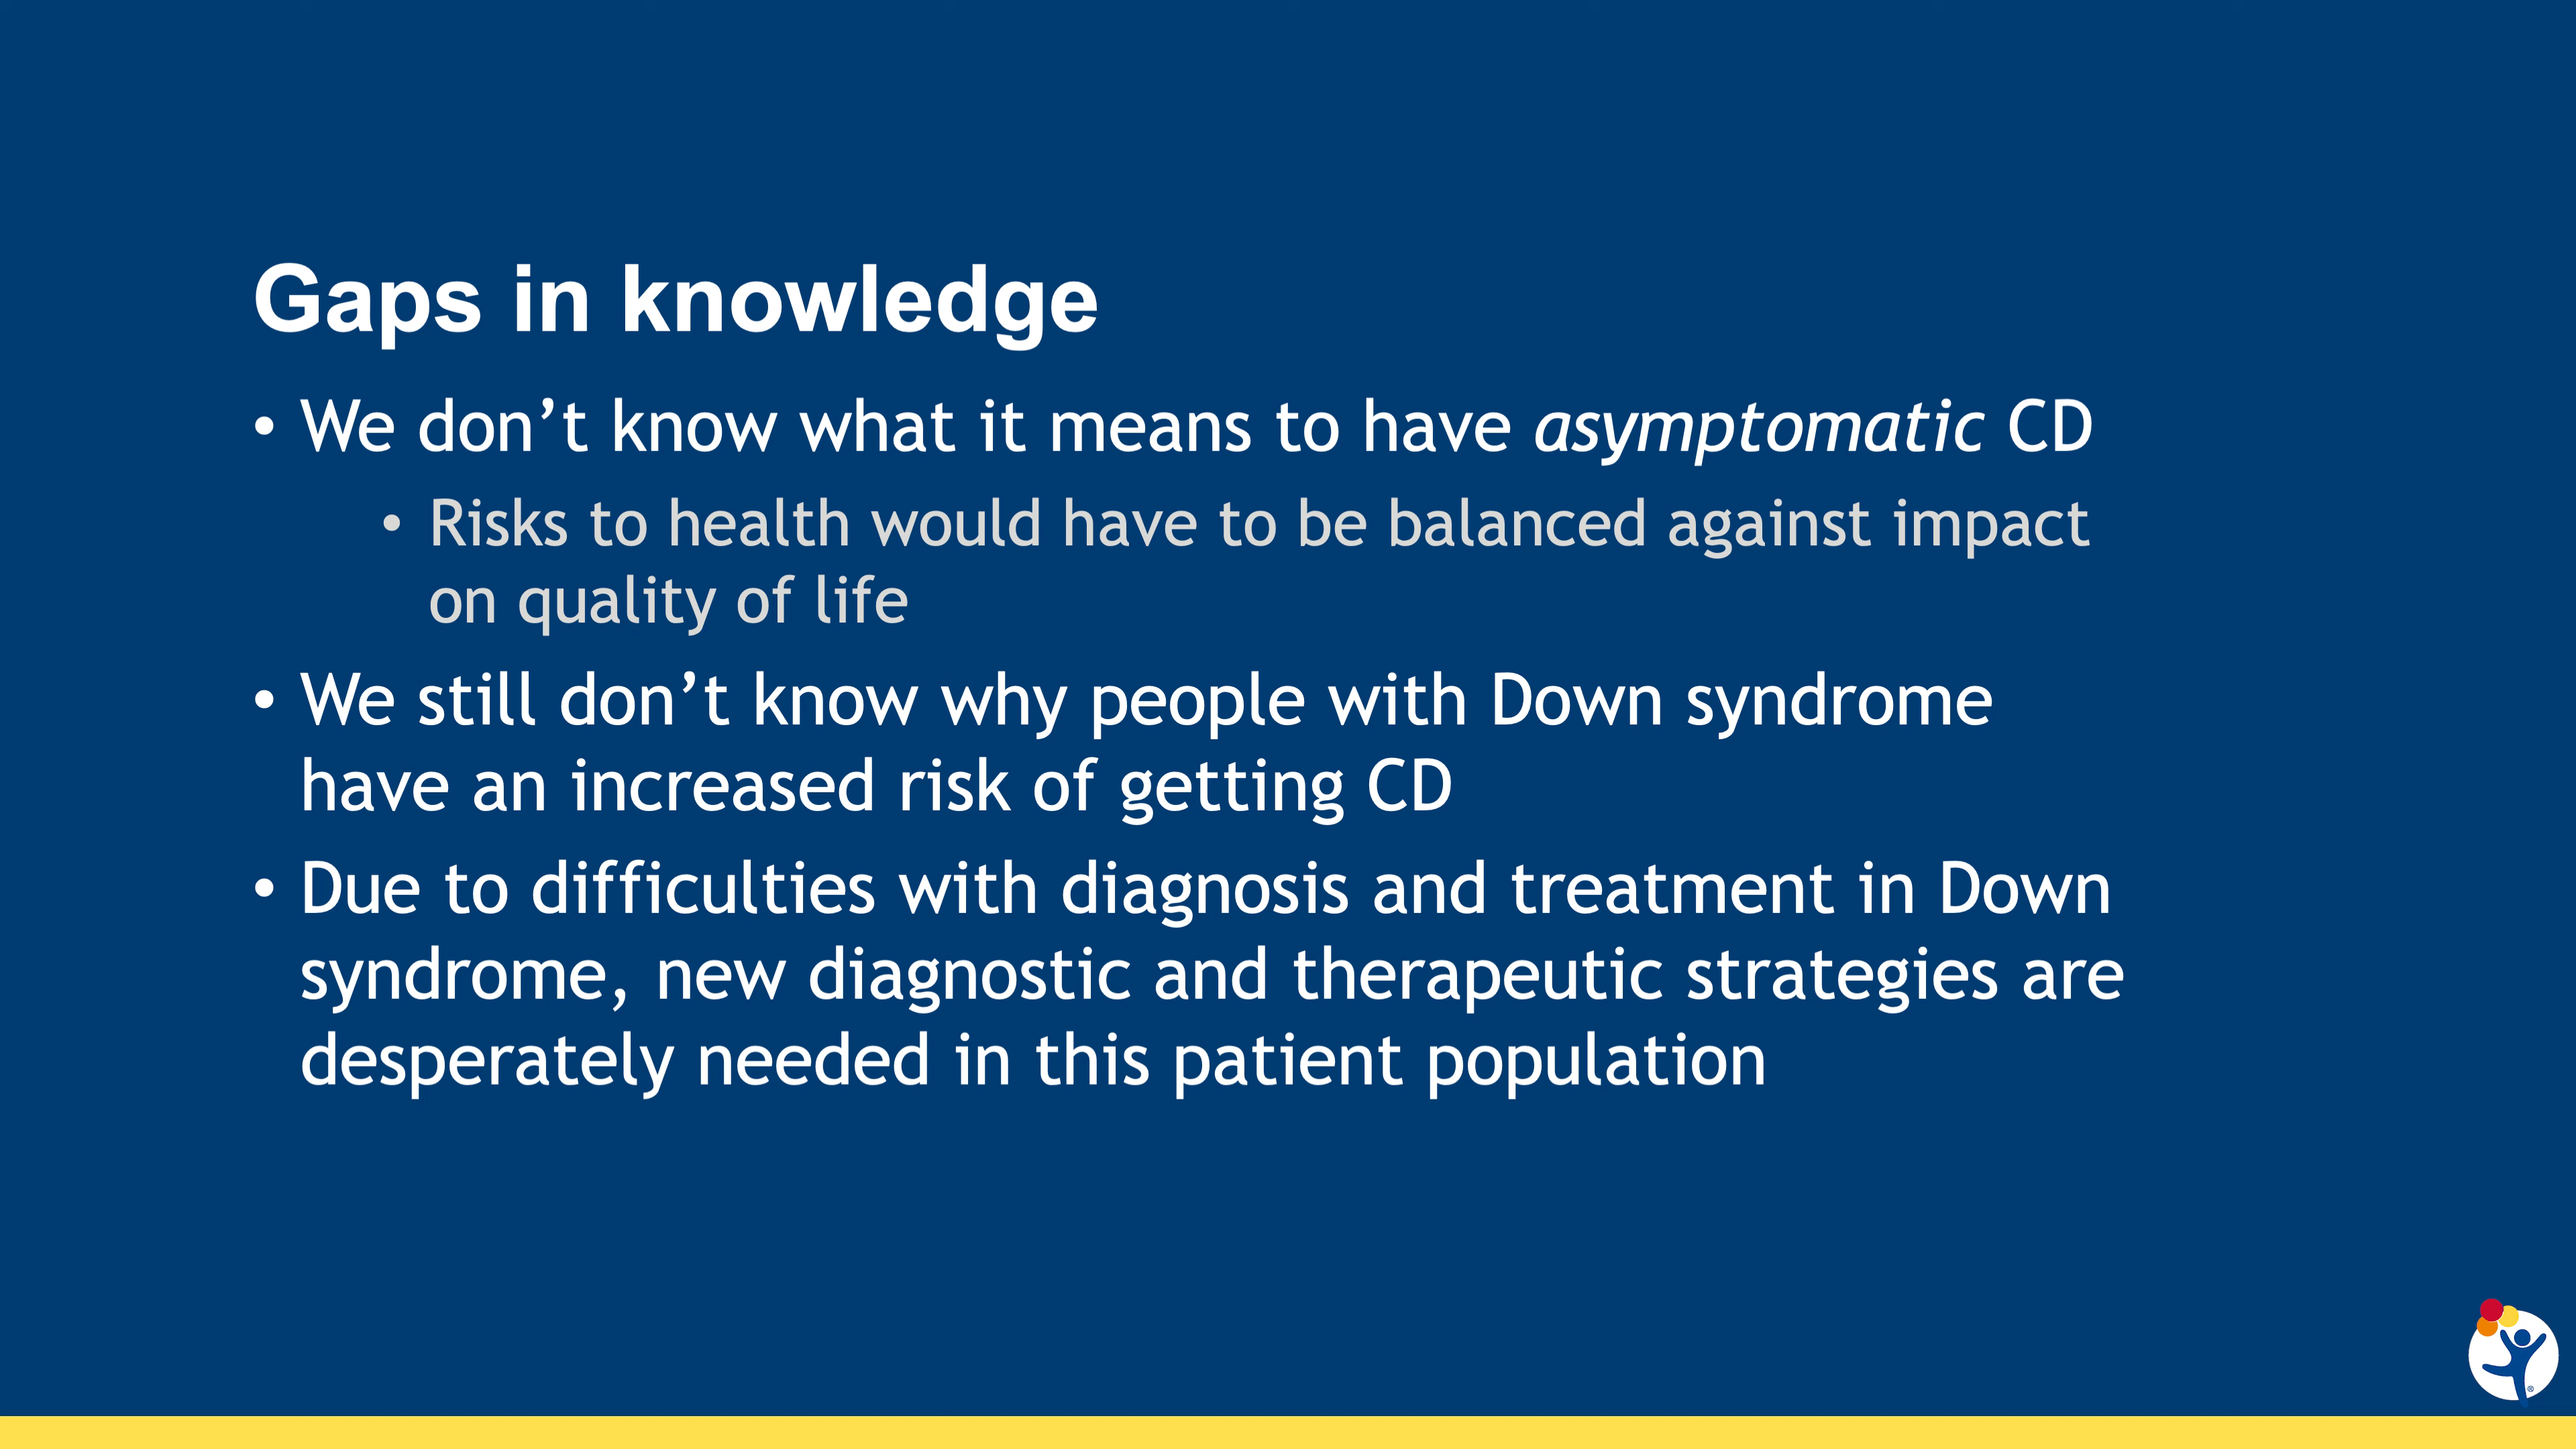 Gaps in knowledge
• We don’t know what it means to have asymptomatic CD
• Risks to health would have to be balanced against impact
on quality of life
• We still don’t know why people with Down syndrome
have an increased risk of getting CD
• Due to difficulties with diagnosis and treatment in Down
syndrome, new diagnostic and therapeutic strategies are
desperately needed in this patient population
®